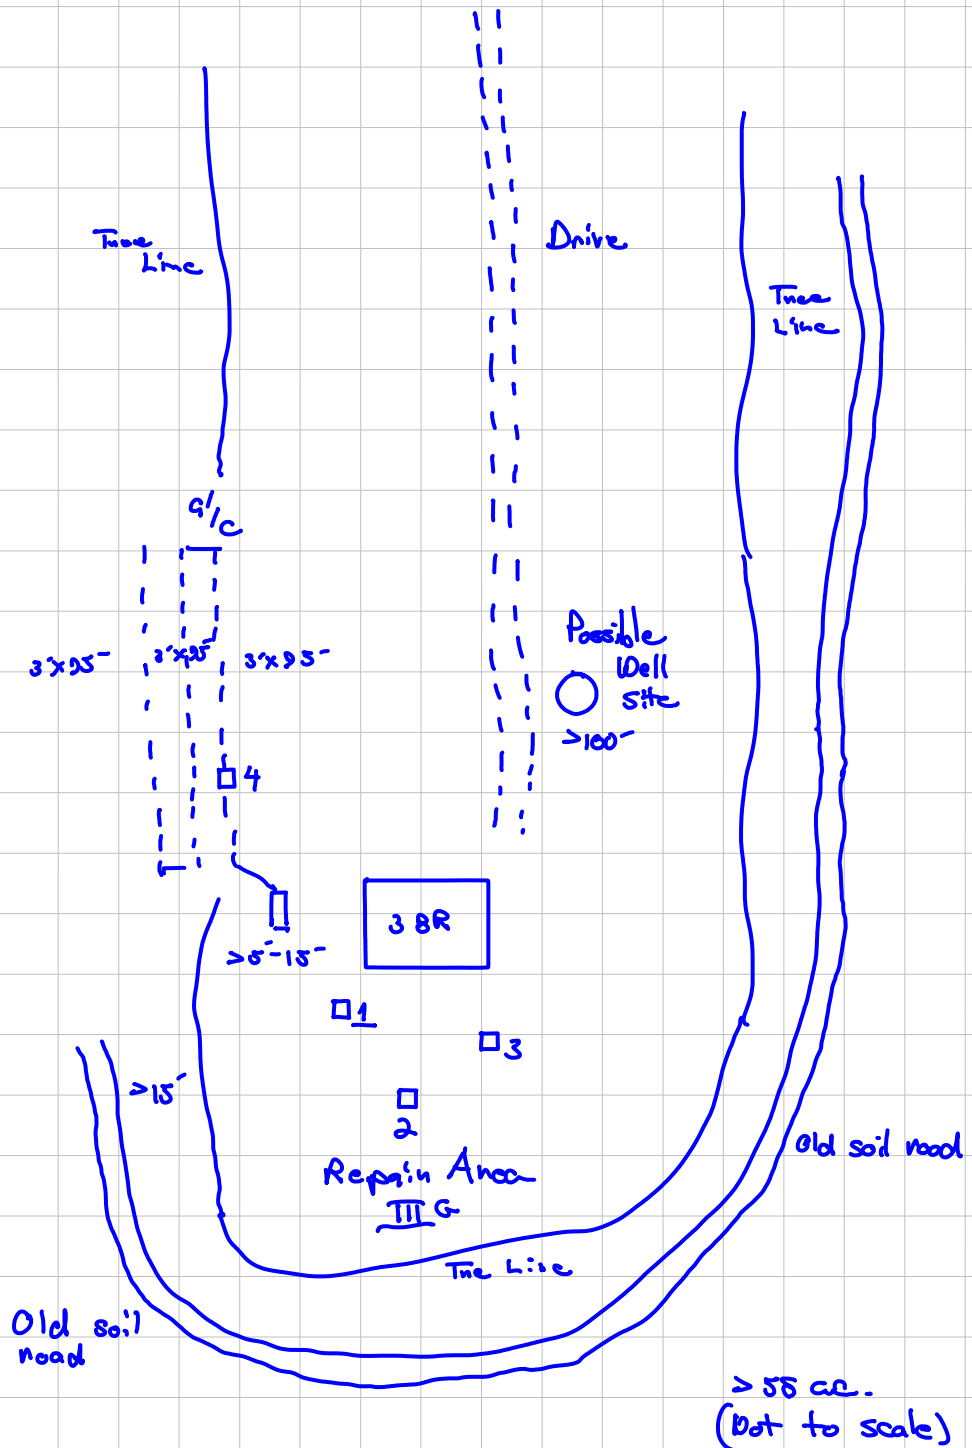 Tree
Line
Drive
Tree
Line
G/C
3'x95'
3'x95'
3'x95'
Possible
Well
Site
>100'
4
3 BR
>5'-15'
1
3
>15'
2
Old soil road
Repair Area
III G
Tree Line
Old soil
road
>55 ac.
(Not to scale)